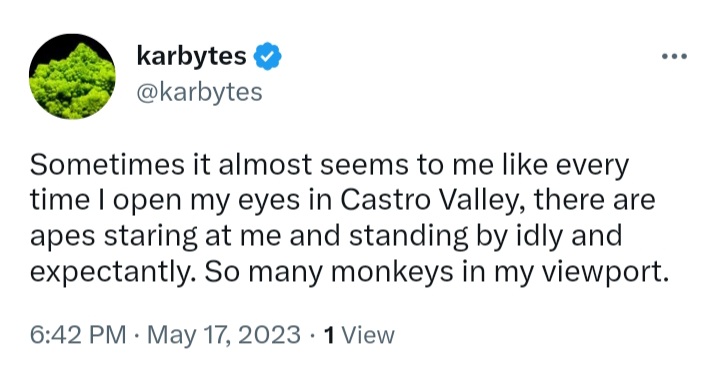 karbytes
@karbytes
Sometimes it almost seems to me like every
time I open my eyes in Castro Valley, there are
apes staring at me and standing by idly and
expectantly. So many monkeys in my viewport.
6:42 PM · May 17, 2023 · 1 View